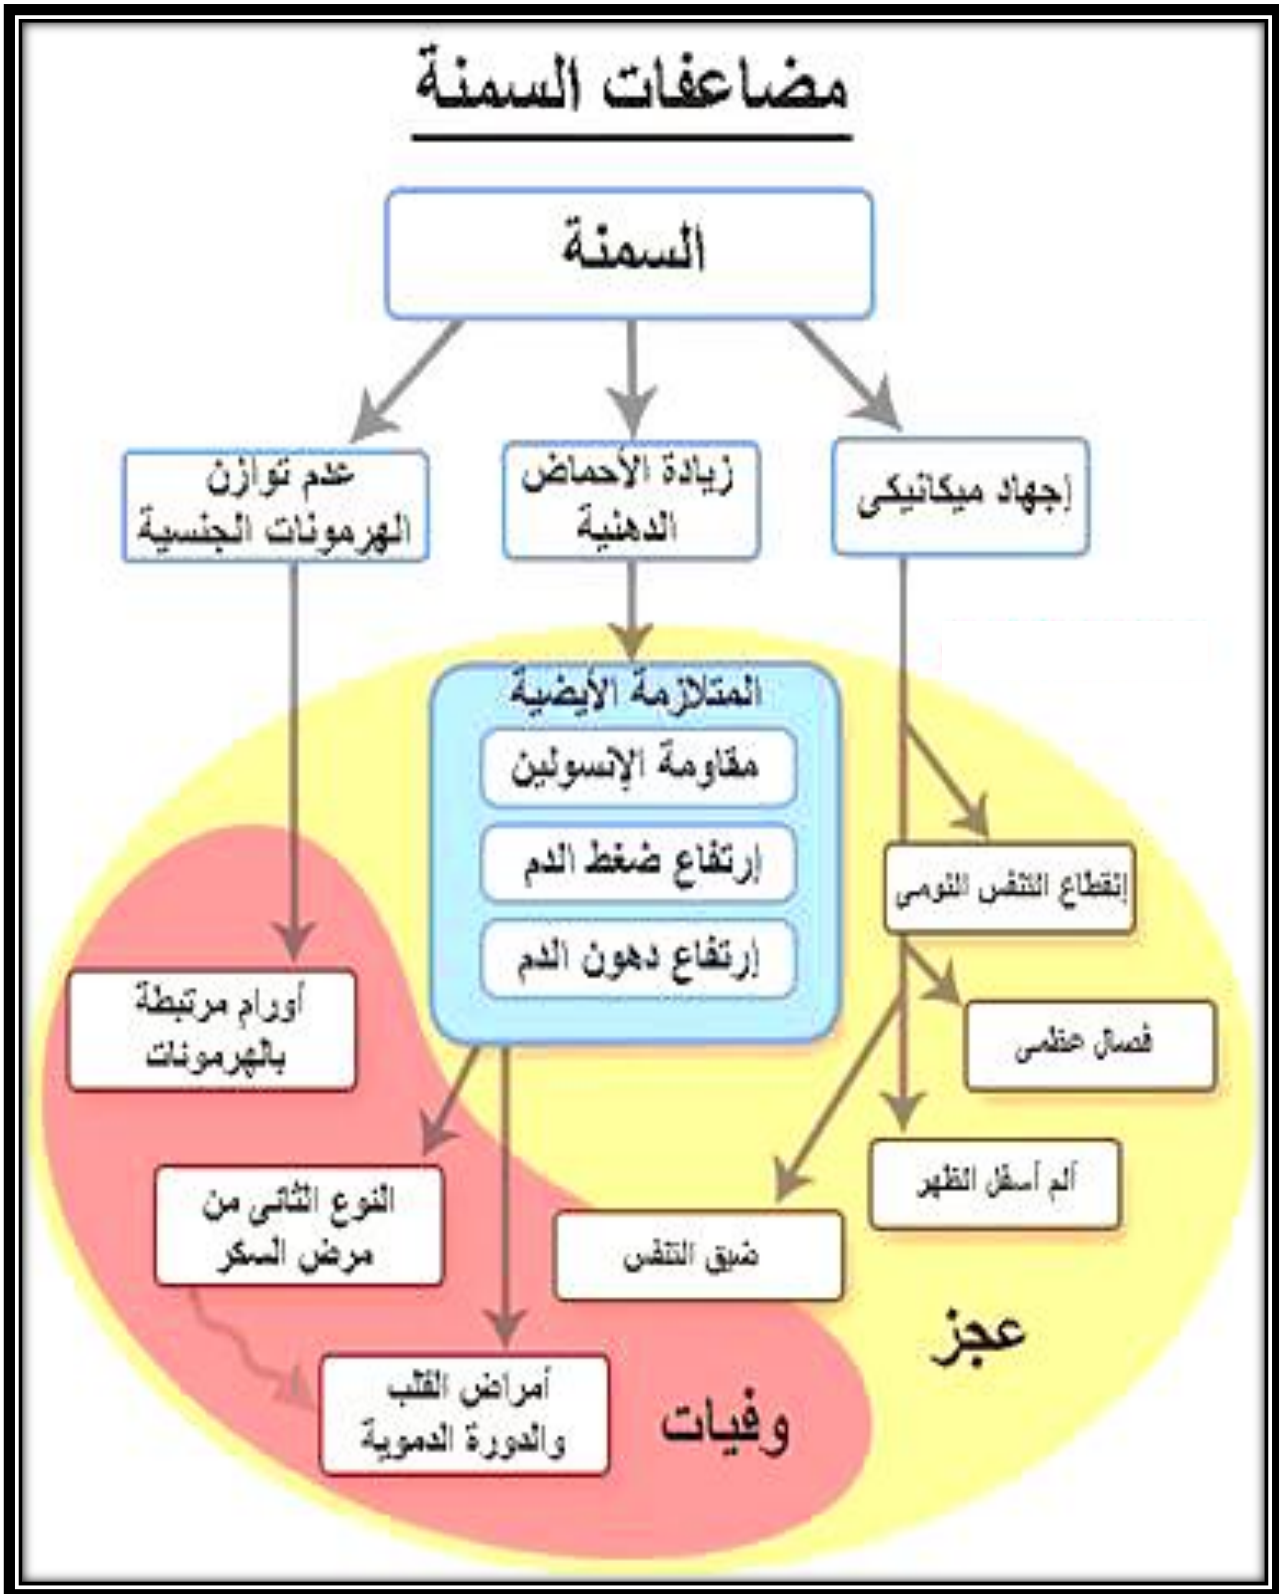 مضاعفات السمنة
السمنة
إجهاد ميكانيكى
زيادة الأحماض
الدهنية
عدم توازن
الهرمونات الجنسية
المتلازمة الأيضية
مقاومة الإنسولين
إرتفاع ضغط الدم
إرتفاع دهون الدم
إنقطاع التنفس النومى
فصال عظمى
ألم أسفل الظهر
ضيق التنفس
أورام مرتبطة
بالهرمونات
النوع الثانى من
مرض السكر
أمراض القلب
والدورة الدموية
عجز
وفيات